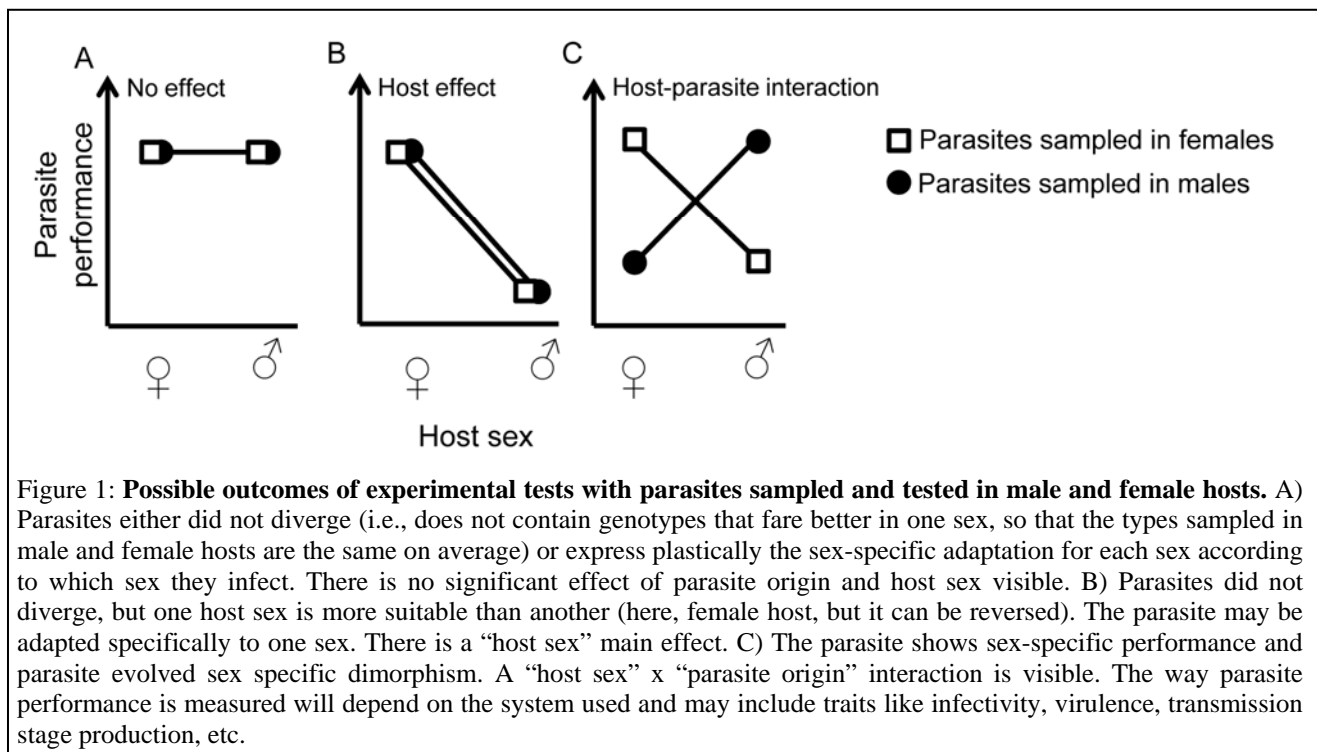 A
No effect
B
Host effect
C
Host-parasite interaction
Parasite
performance
Parasites sampled in females
Parasites sampled in males
♀ ♂ ♀ ♂ ♀ ♂
Host sex
Figure 1: Possible outcomes of experimental tests with parasites sampled and tested in male and female hosts. A)
Parasites either did not diverge (i.e., does not contain genotypes that fare better in one sex, so that the types sampled in
male and female hosts are the same on average) or express plastically the sex-specific adaptation for each sex according
to which sex they infect. There is no significant effect of parasite origin and host sex visible. B) Parasites did not
diverge, but one host sex is more suitable than another (here, female host, but it can be reversed). The parasite may be
adapted specifically to one sex. There is a “host sex” main effect. C) The parasite shows sex-specific performance and
parasite evolved sex specific dimorphism. A “host sex” x “parasite origin” interaction is visible. The way parasite
performance is measured will depend on the system used and may include traits like infectivity, virulence, transmission
stage production, etc.